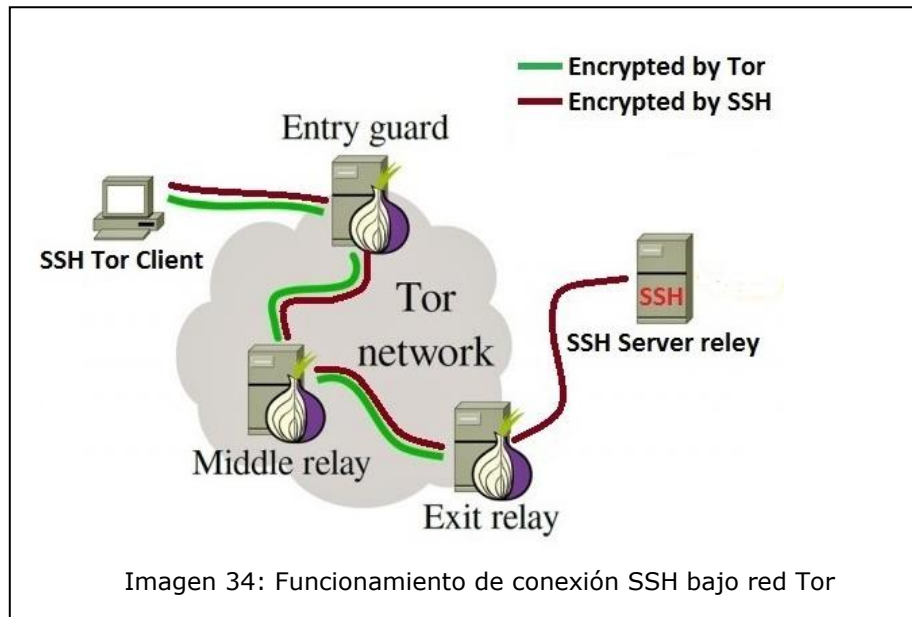 Encrypted by Tor
Encrypted by SSH
Entry guard
SSH Tor Client
Tor
network
SSH
SSH Server reley
Middle relay
Exit relay
Imagen 34: Funcionamiento de conexión SSH bajo red Tor